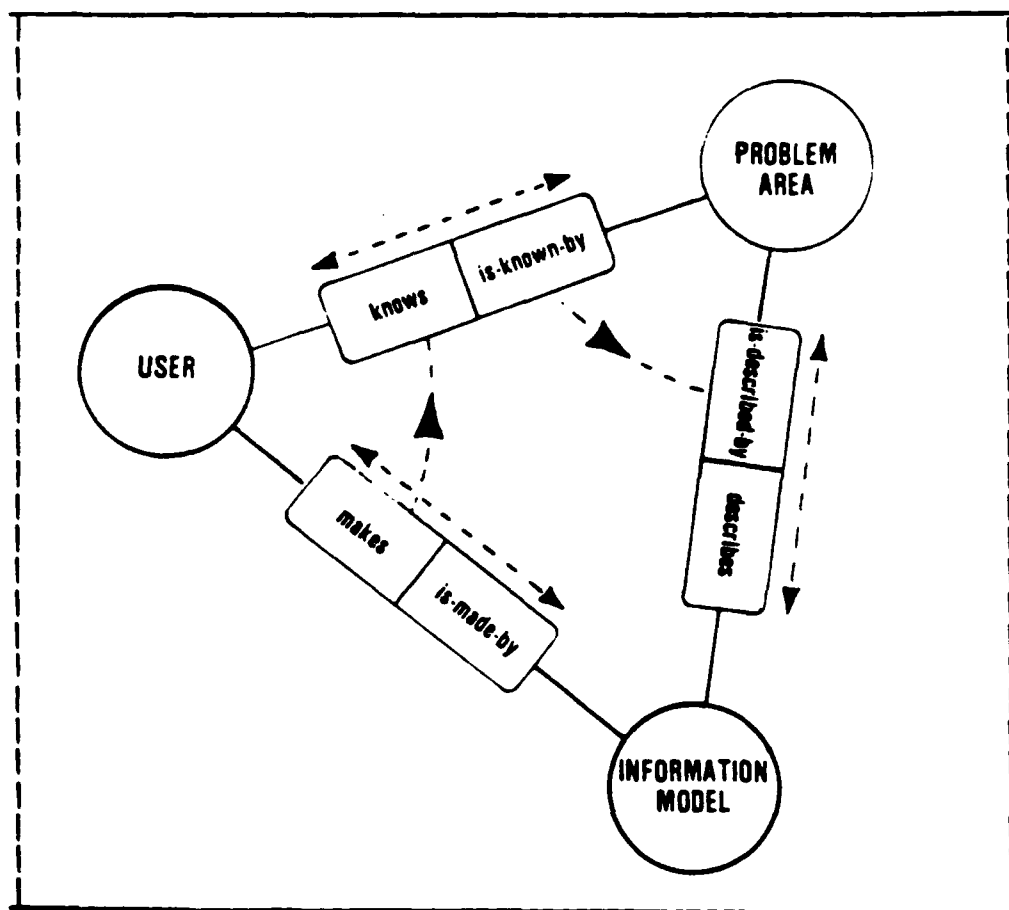 PROBLEM
AREA
is-known-by
knows
USER
is-described-by
describes
makes
is-made-by
INFORMATION
MODEL